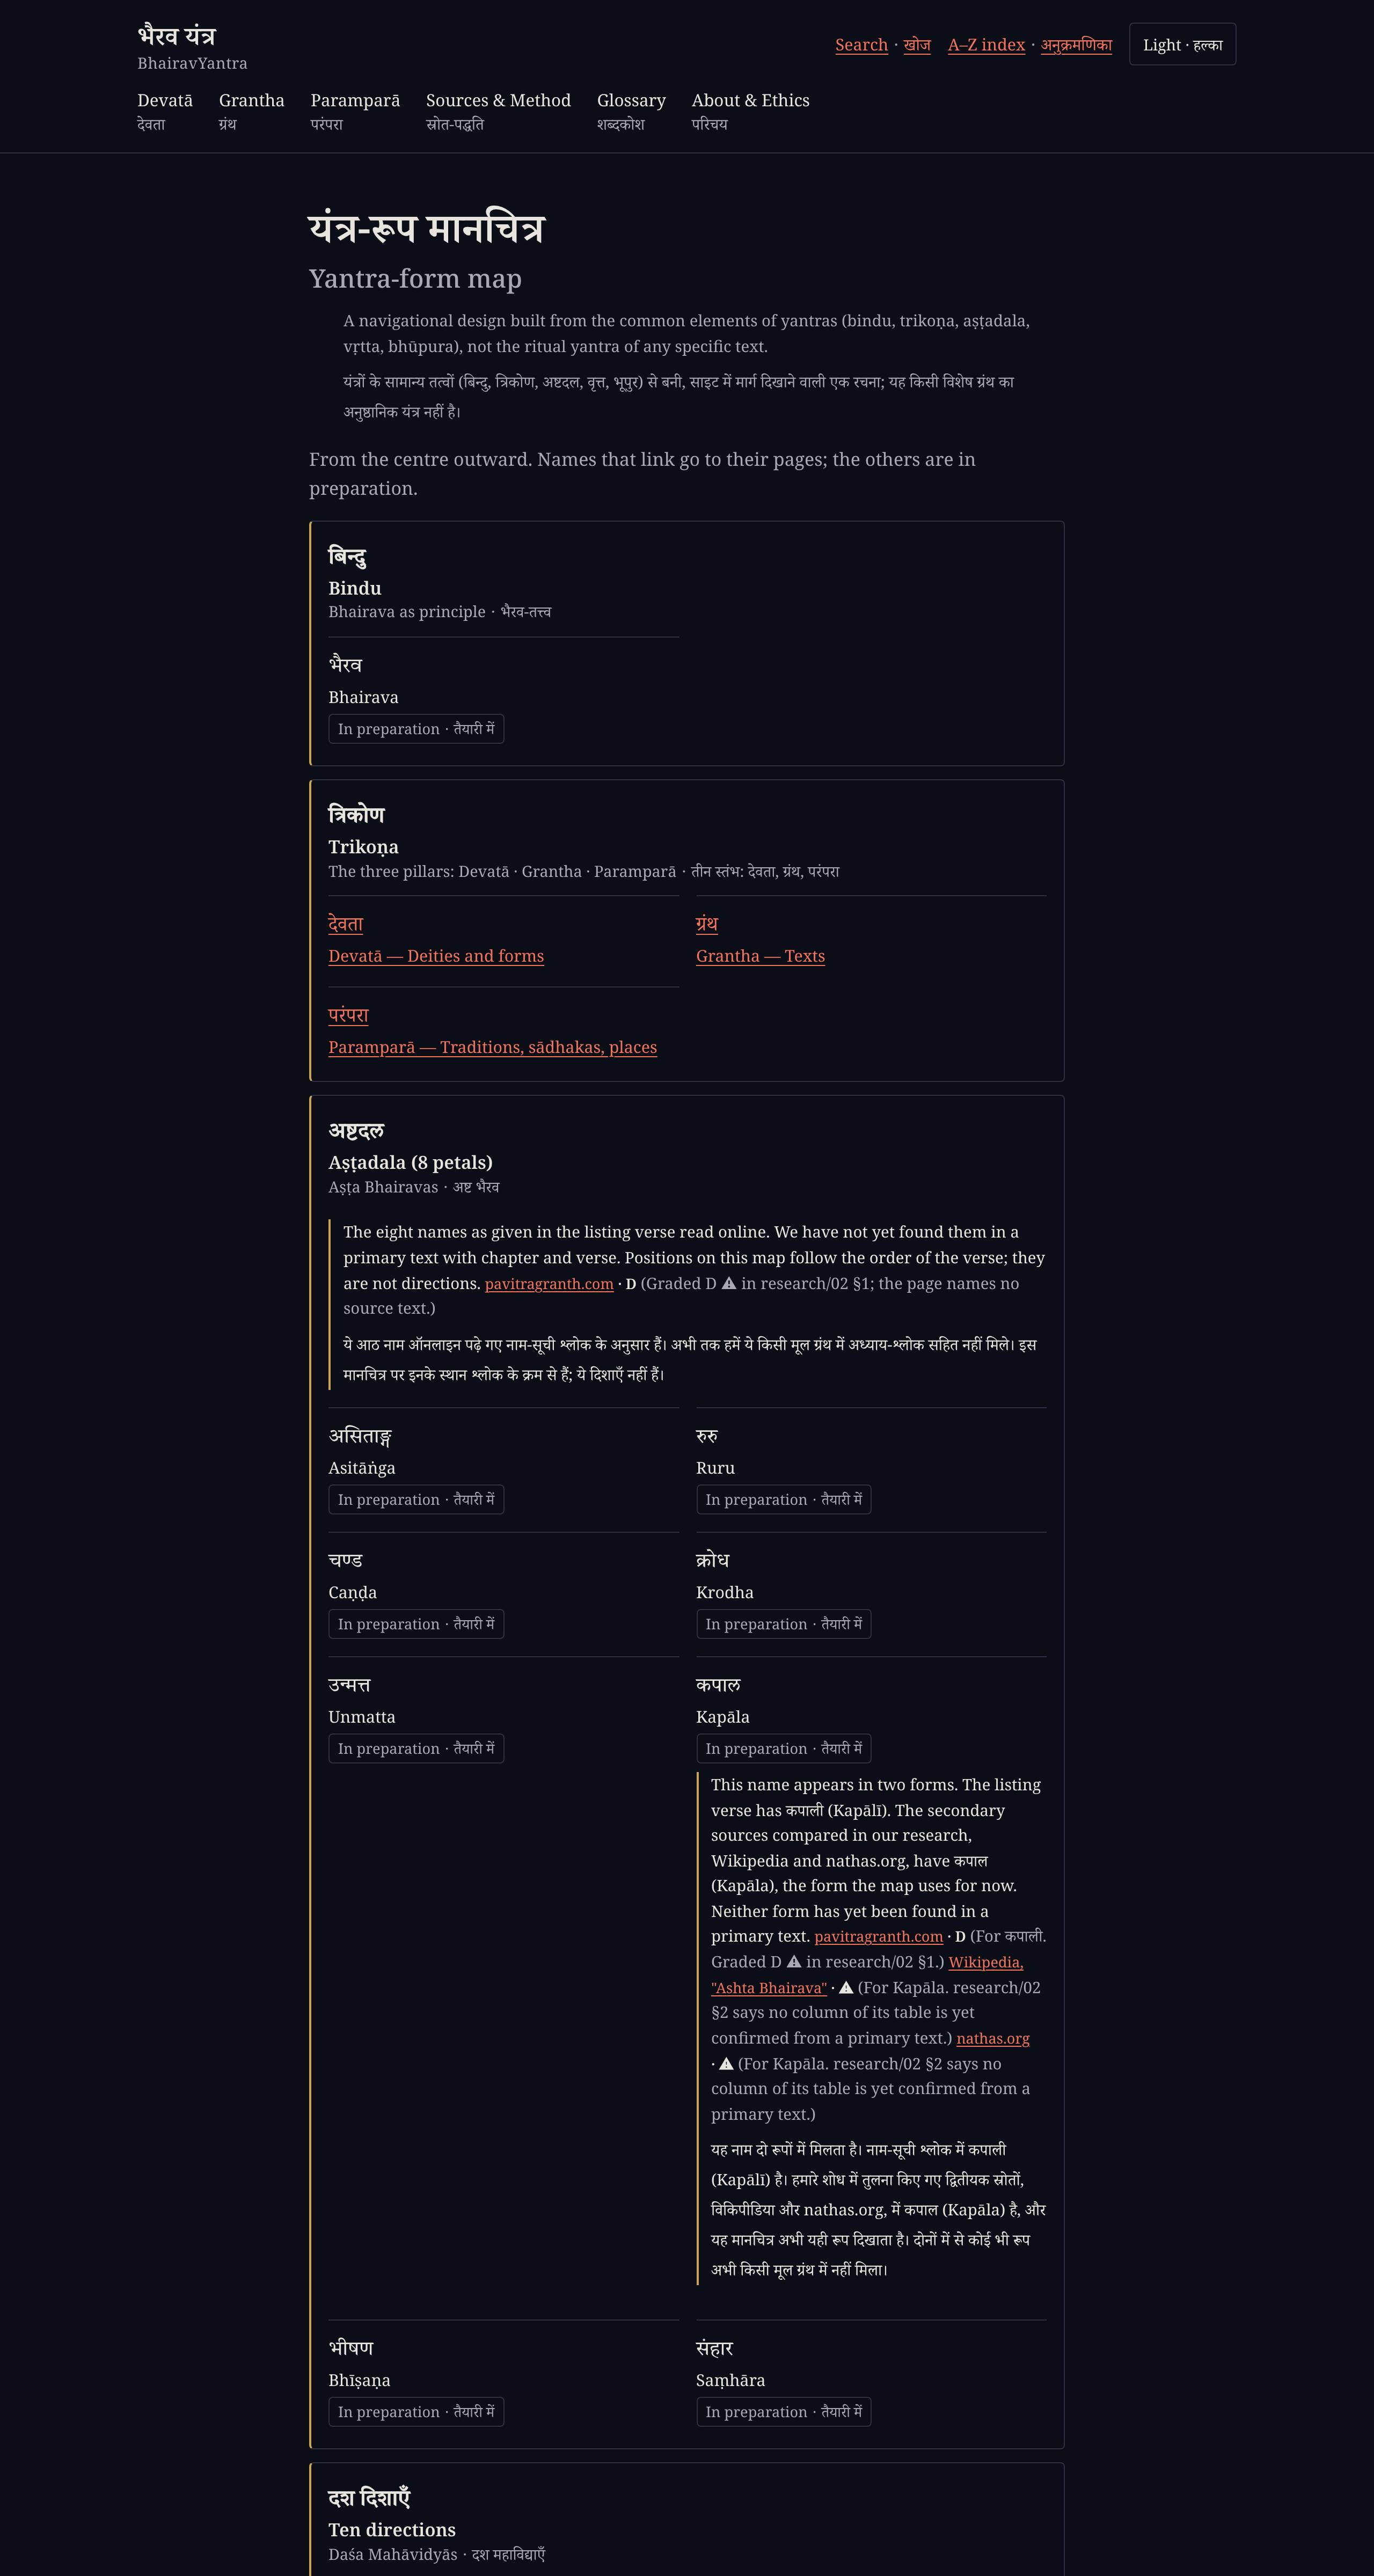 भैरव यंत्र
BhairavYantra
Search · खोज A–Z index · अनुक्रमणिका Light · हल्का
Devatā Grantha Paramparā Sources & Method Glossary About & Ethics
देवता ग्रंथ परंपरा स्रोत-पद्धति शब्दकोश परिचय
यंत्र-रूप मानचित्र
Yantra-form map
A navigational design built from the common elements of yantras (bindu, trikoṇa, aṣṭadala,
vṛtta, bhūpura), not the ritual yantra of any specific text.
यंत्रों के सामान्य तत्वों (बिन्दु, त्रिकोण, अष्टदल, वृत्त, भूपुर) से बनी, साइट में मार्ग दिखाने वाली एक रचना; यह किसी विशेष ग्रंथ का
अनुष्ठानिक यंत्र नहीं है।
From the centre outward. Names that link go to their pages; the others are in
preparation.
बिन्दु
Bindu
Bhairava as principle · भैरव-तत्त्व
भैरव
Bhairava
In preparation · तैयारी में
त्रिकोण
Trikoṇa
The three pillars: Devatā · Grantha · Paramparā · तीन स्तंभ: देवता, ग्रंथ, परंपरा
देवता ग्रंथ
Devatā — Deities and forms Grantha — Texts
परंपरा
Paramparā — Traditions, sādhakas, places
अष्टदल
Aṣṭadala (8 petals)
Aṣṭa Bhairavas · अष्ट भैरव
The eight names as given in the listing verse read online. We have not yet found them in a
primary text with chapter and verse. Positions on this map follow the order of the verse; they
are not directions. pavitragranth.com · D (Graded D ⚠ in research/02 §1; the page names no
source text.)
ये आठ नाम ऑनलाइन पढ़े गए नाम-सूची श्लोक के अनुसार हैं। अभी तक हमें ये किसी मूल ग्रंथ में अध्याय-श्लोक सहित नहीं मिले। इस
मानचित्र पर इनके स्थान श्लोक के क्रम से हैं; ये दिशाएँ नहीं हैं।
असिताङ्ग रुरु
Asitāṅga Ruru
In preparation · तैयारी में In preparation · तैयारी में
चण्ड क्रोध
Caṇḍa Krodha
In preparation · तैयारी में In preparation · तैयारी में
उन्मत्त कपाल
Unmatta Kapāla
In preparation · तैयारी में In preparation · तैयारी में
This name appears in two forms. The listing
verse has कपाली (Kapālī). The secondary
sources compared in our research,
Wikipedia and nathas.org, have कपाल
(Kapāla), the form the map uses for now.
Neither form has yet been found in a
primary text. pavitragranth.com · D (For कपाली.
Graded D ⚠ in research/02 §1.) Wikipedia,
"Ashta Bhairava" · ⚠ (For Kapāla. research/02
§2 says no column of its table is yet
confirmed from a primary text.) nathas.org
· ⚠ (For Kapāla. research/02 §2 says no
column of its table is yet confirmed from a
primary text.)
यह नाम दो रूपों में मिलता है। नाम-सूची श्लोक में कपाली
(Kapālī) है। हमारे शोध में तुलना किए गए द्वितीयक स्रोतों,
विकिपीडिया और nathas.org, में कपाल (Kapāla) है, और
यह मानचित्र अभी यही रूप दिखाता है। दोनों में से कोई भी रूप
अभी किसी मूल ग्रंथ में नहीं मिला।
भीषण संहार
Bhīṣaṇa Saṃhāra
In preparation · तैयारी में In preparation · तैयारी में
दश दिशाएँ
Ten directions
Daśa Mahāvidyās · दश महाविद्याएँ